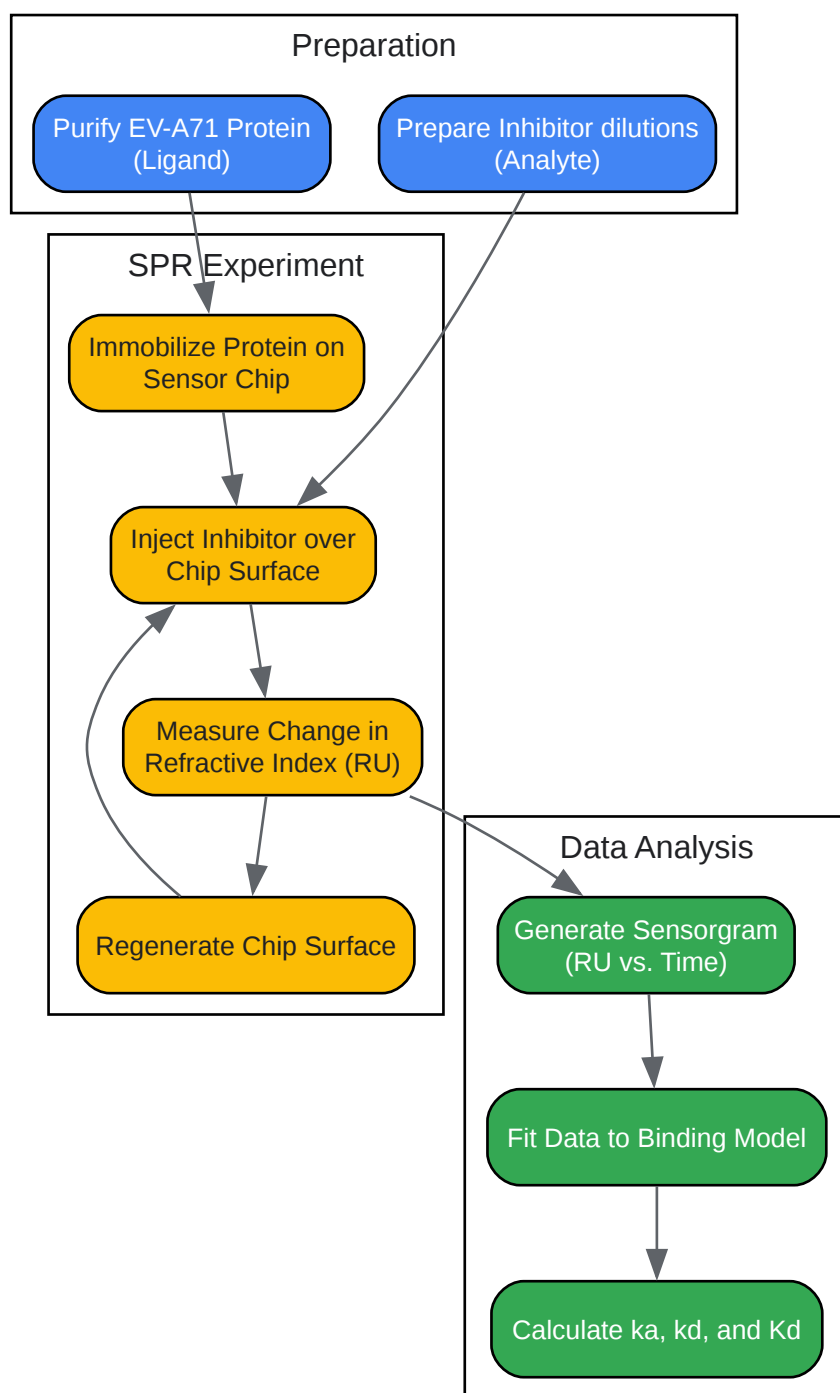 Preparation
Purify EV-A71 Protein
(Ligand)
Prepare Inhibitor dilutions
(Analyte)
SPR Experiment
Immobilize Protein on
Sensor Chip
Inject Inhibitor over
Chip Surface
Measure Change in
Refractive Index (RU)
Regenerate Chip Surface
Data Analysis
Generate Sensorgram
(RU vs. Time)
Fit Data to Binding Model
Calculate ka, kd, and Kd